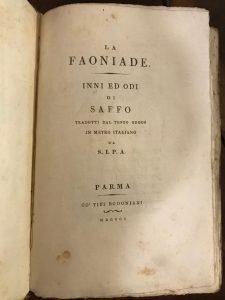 LA
FAONIADE.
INNI ED ODI
DI
SAFFO
TRADOTTI DAL TESTO GRECO
IN METRO ITALIANO
DA
S. I. P. A.
PARMA
CO' TIPI BODONIANI